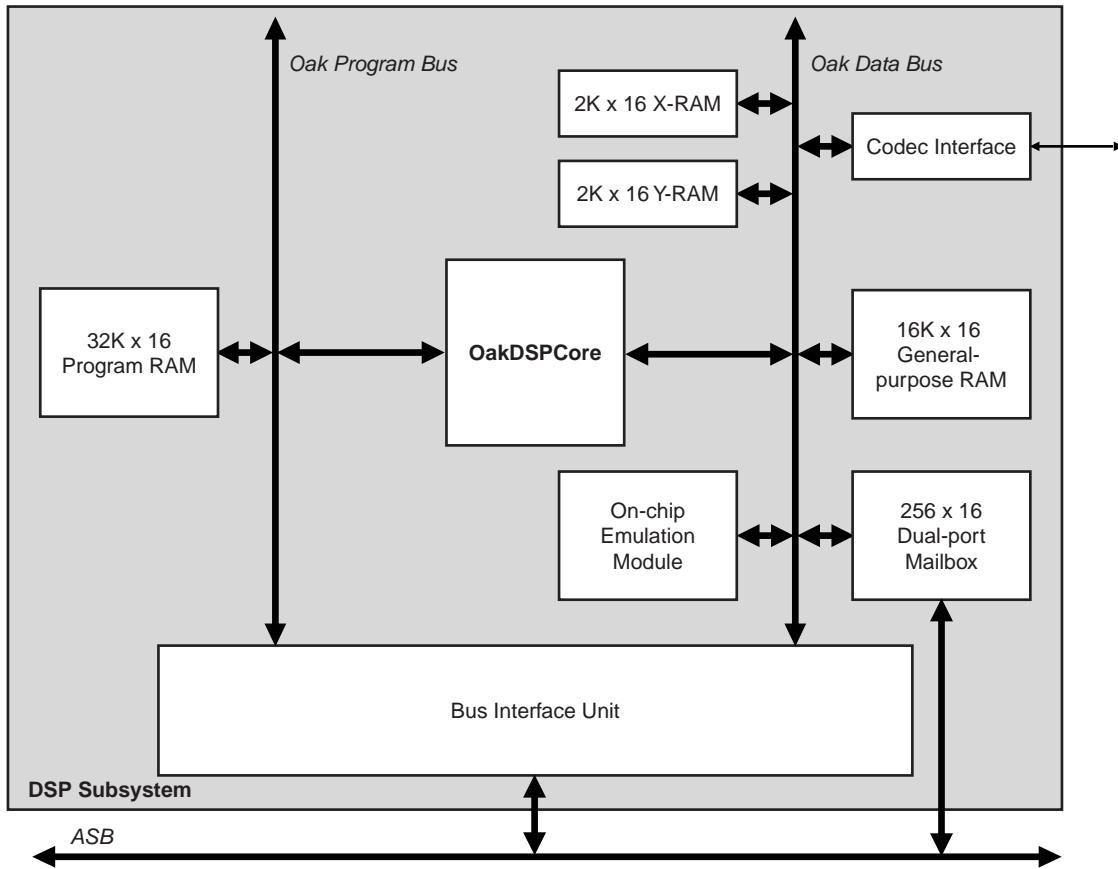 Oak Program Bus
Oak Data Bus
2K x 16 X-RAM
Codec Interface
2K x 16 Y-RAM
32K x 16
Program RAM
OakDSPCore
16K x 16
General-
purpose RAM
On-chip
Emulation
Module
256 x 16
Dual-port
Mailbox
Bus Interface Unit
DSP Subsystem
ASB